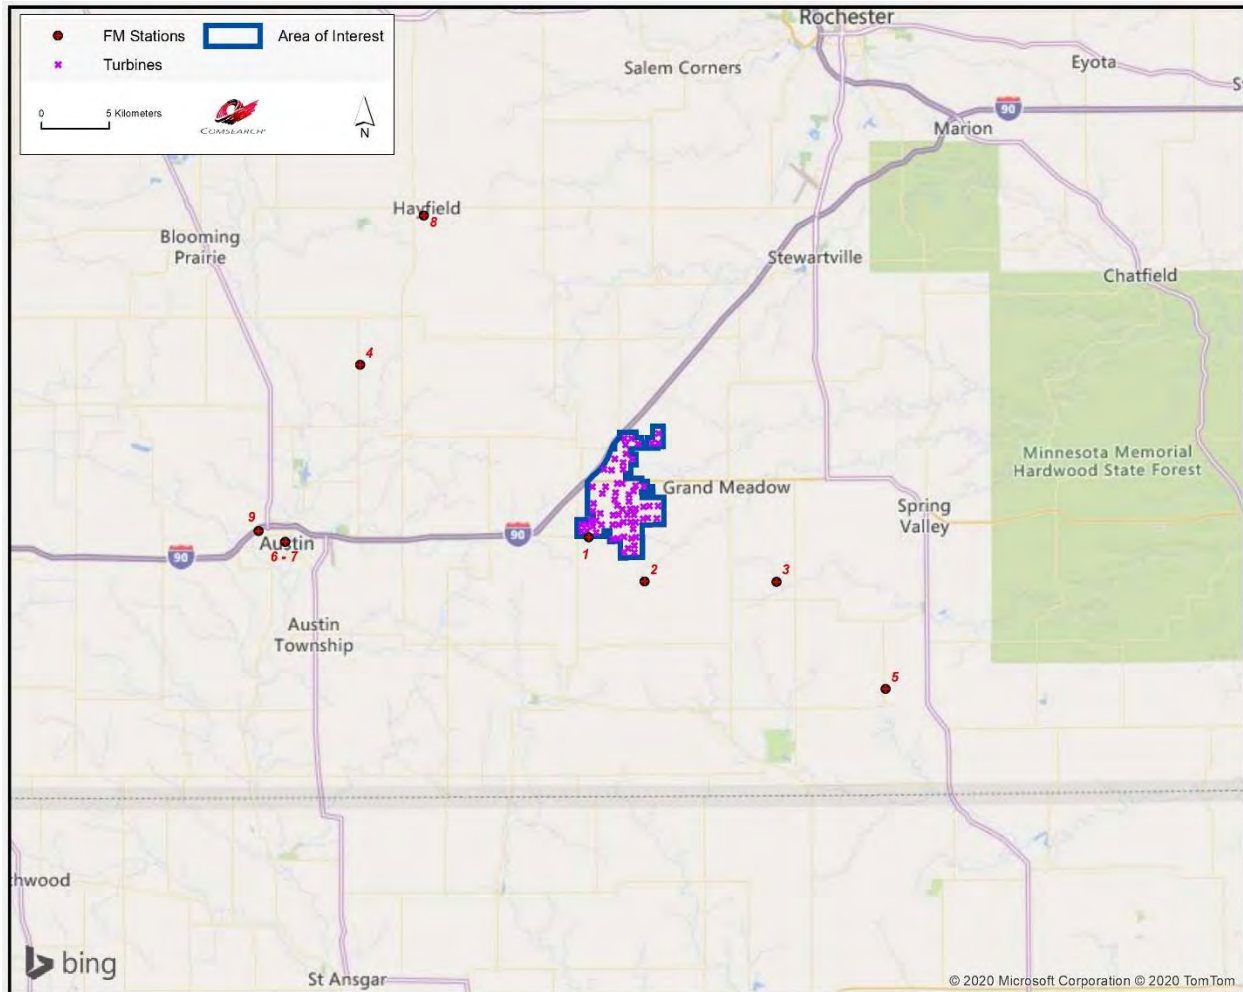 FM Stations
Area of Interest
Turbines
0
5 Kilometers
COMSEARCH
N
Rochester
Salem Corners
Eyota
90
Marion
Hayfield
8
Blooming
Prairie
Stewartville
Chatfield
4
Minnesota Memorial
Hardwood State Forest
Grand Meadow
Spring
Valley
9
Austin
6 - 7
90
90
1
2
3
Austin
Township
5
hwood
bing
St Ansgar
© 2020 Microsoft Corporation © 2020 TomTom